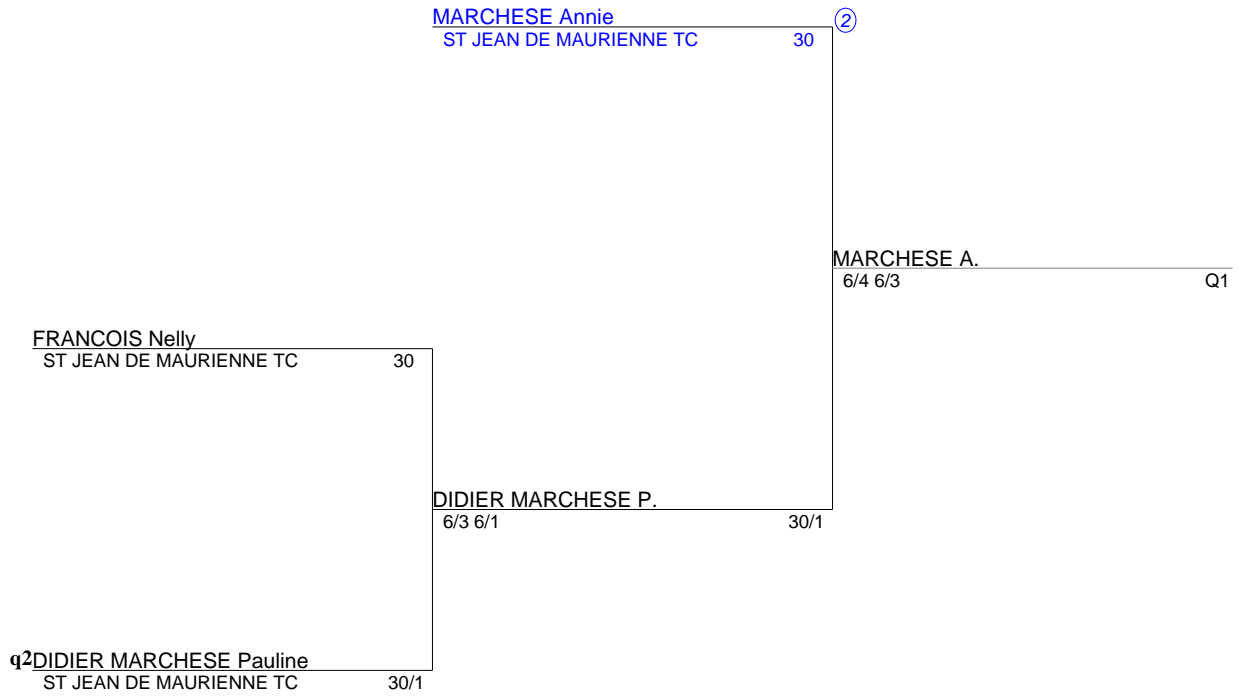 MARCHESE Annie 2
ST JEAN DE MAURIENNE TC 30
MARCHESE A.
6/4 6/3 Q1
FRANCOIS Nelly
ST JEAN DE MAURIENNE TC 30
DIDIER MARCHESE P.
6/3 6/1 30/1
q2DIDIER MARCHESE Pauline
ST JEAN DE MAURIENNE TC 30/1